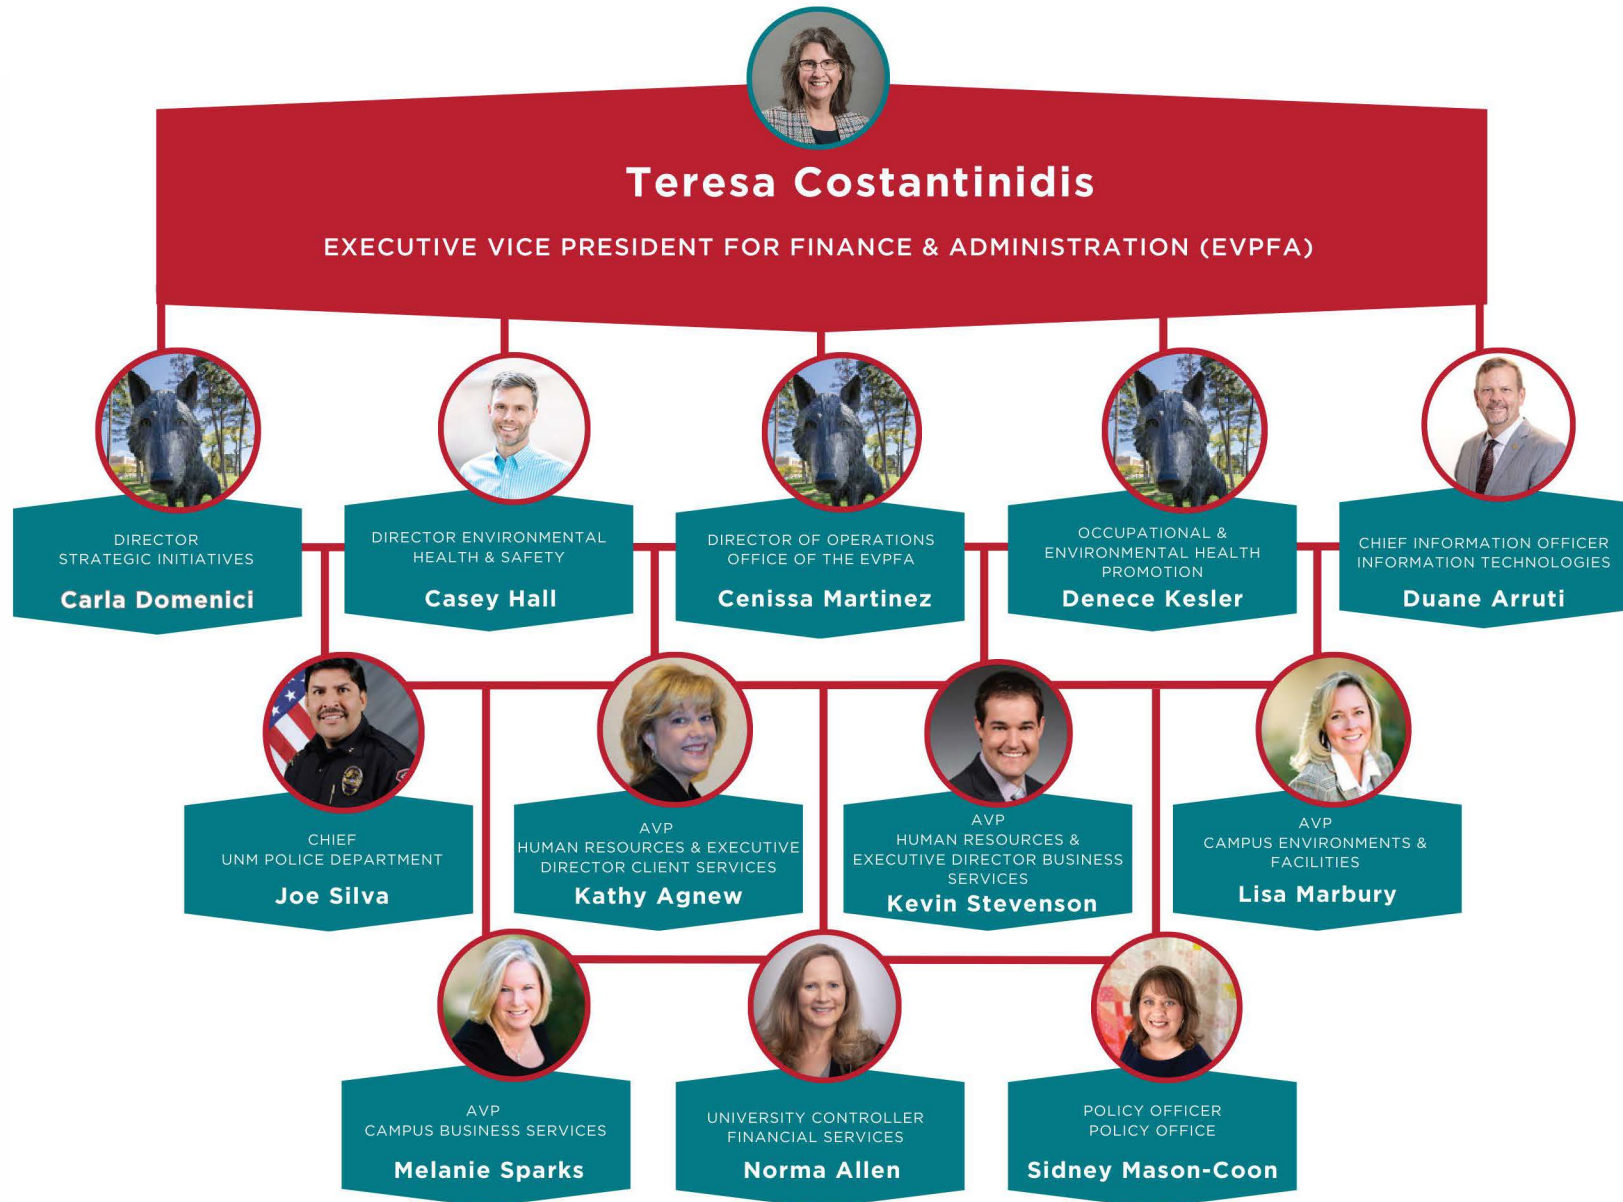 Teresa Costantinidis
EXECUTIVE VICE PRESIDENT FOR FINANCE & ADMINISTRATION (EVPFA)
DIRECTOR
STRATEGIC INITIATIVES
Carla Domenici
DIRECTOR ENVIRONMENTAL
HEALTH & SAFETY
Casey Hall
DIRECTOR OF OPERATIONS
OFFICE OF THE EVPFA
Cenissa Martinez
OCCUPATIONAL &
ENVIRONMENTAL HEALTH
PROMOTION
Denece Kesler
CHIEF INFORMATION OFFICER
INFORMATION TECHNOLOGIES
Duane Arruti
CHIEF
UNM POLICE DEPARTMENT
Joe Silva
AVP
HUMAN RESOURCES & EXECUTIVE
DIRECTOR CLIENT SERVICES
Kathy Agnew
AVP
HUMAN RESOURCES &
EXECUTIVE DIRECTOR BUSINESS
SERVICES
Kevin Stevenson
AVP
CAMPUS ENVIRONMENTS &
FACILITIES
Lisa Marbury
AVP
CAMPUS BUSINESS SERVICES
Melanie Sparks
UNIVERSITY CONTROLLER
FINANCIAL SERVICES
Norma Allen
POLICY OFFICER
POLICY OFFICE
Sidney Mason-Coon